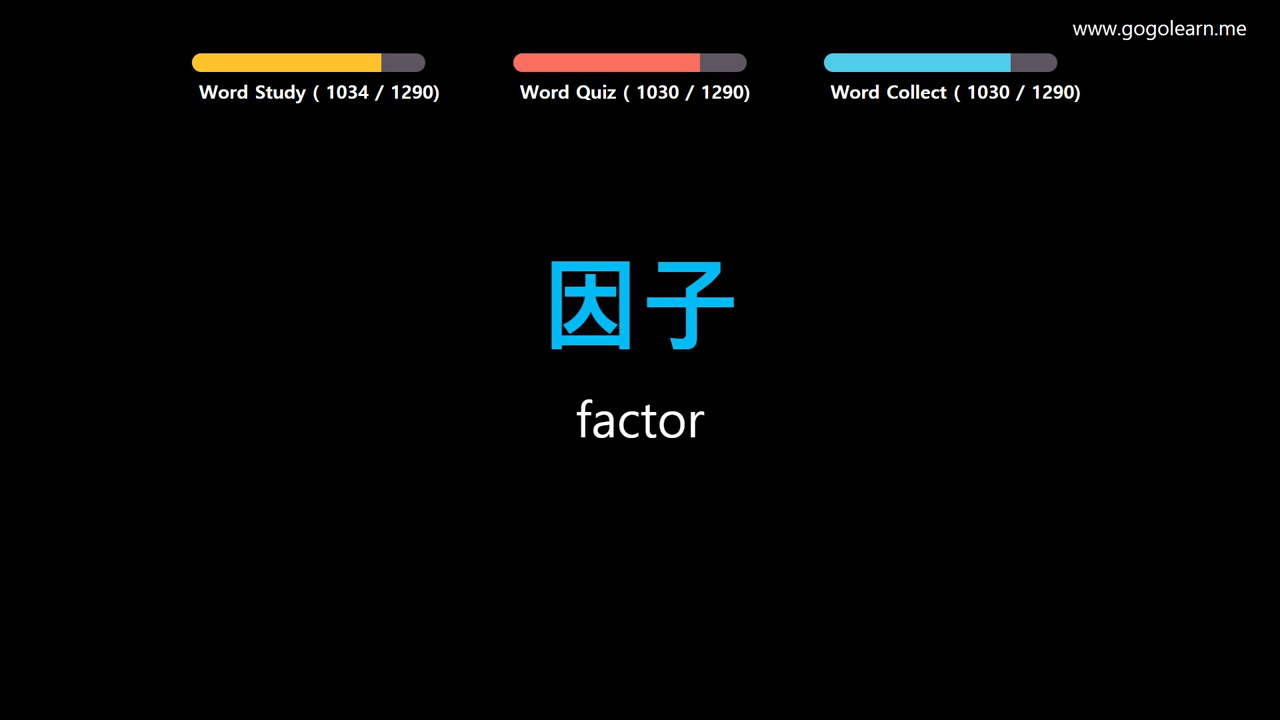 www.gogolearn.me
Word Study ( 1034 / 1290)
Word Quiz ( 1030 / 1290)
Word Collect ( 1030 / 1290)
因子
factor